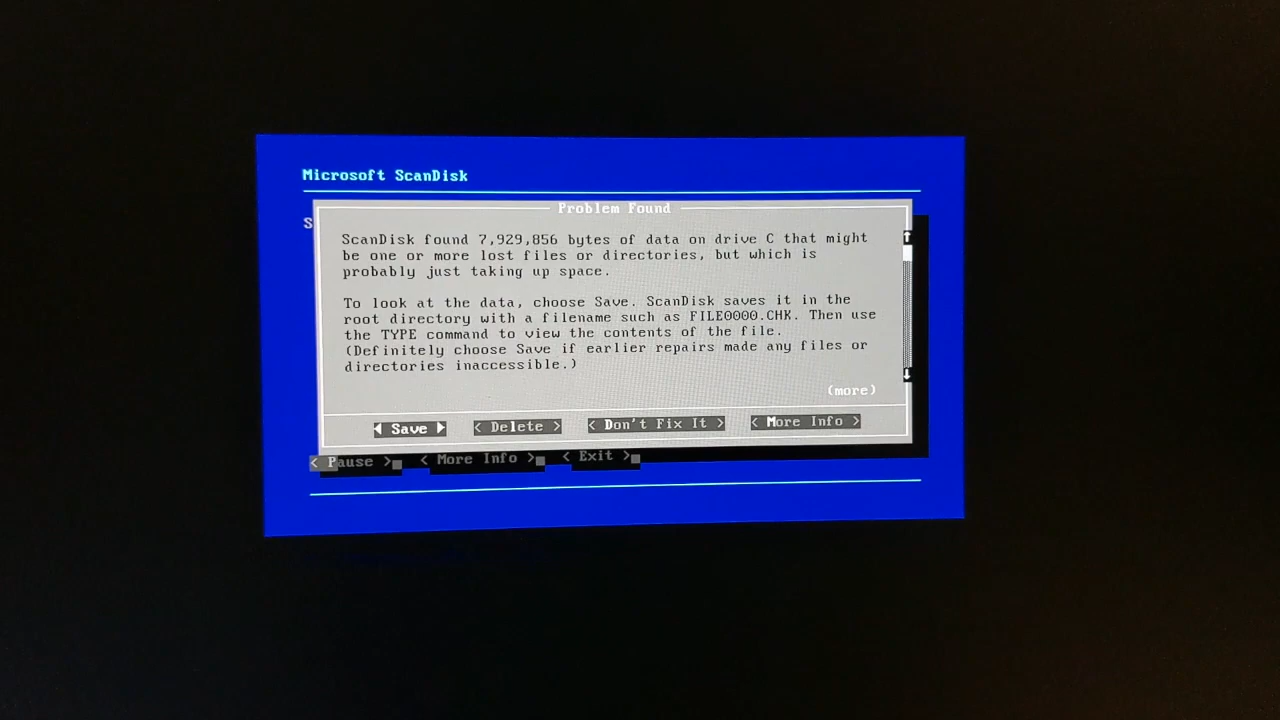 Microsoft ScanDisk
S
Problem Found
ScanDisk found 7,929,856 bytes of data on drive C that might
be one or more lost files or directories, but which is
probably just taking up space.
To look at the data, choose Save. ScanDisk saves it in the
root directory with a filename such as FILE0000.CHK. Then use
the TYPE command to view the contents of the file.
(Definitely choose Save if earlier repairs made any files or
directories inaccessible.)
(more)
◄ Save ► < Delete > < Don't Fix It > < More Info >
< Pause > < More Info > < Exit >